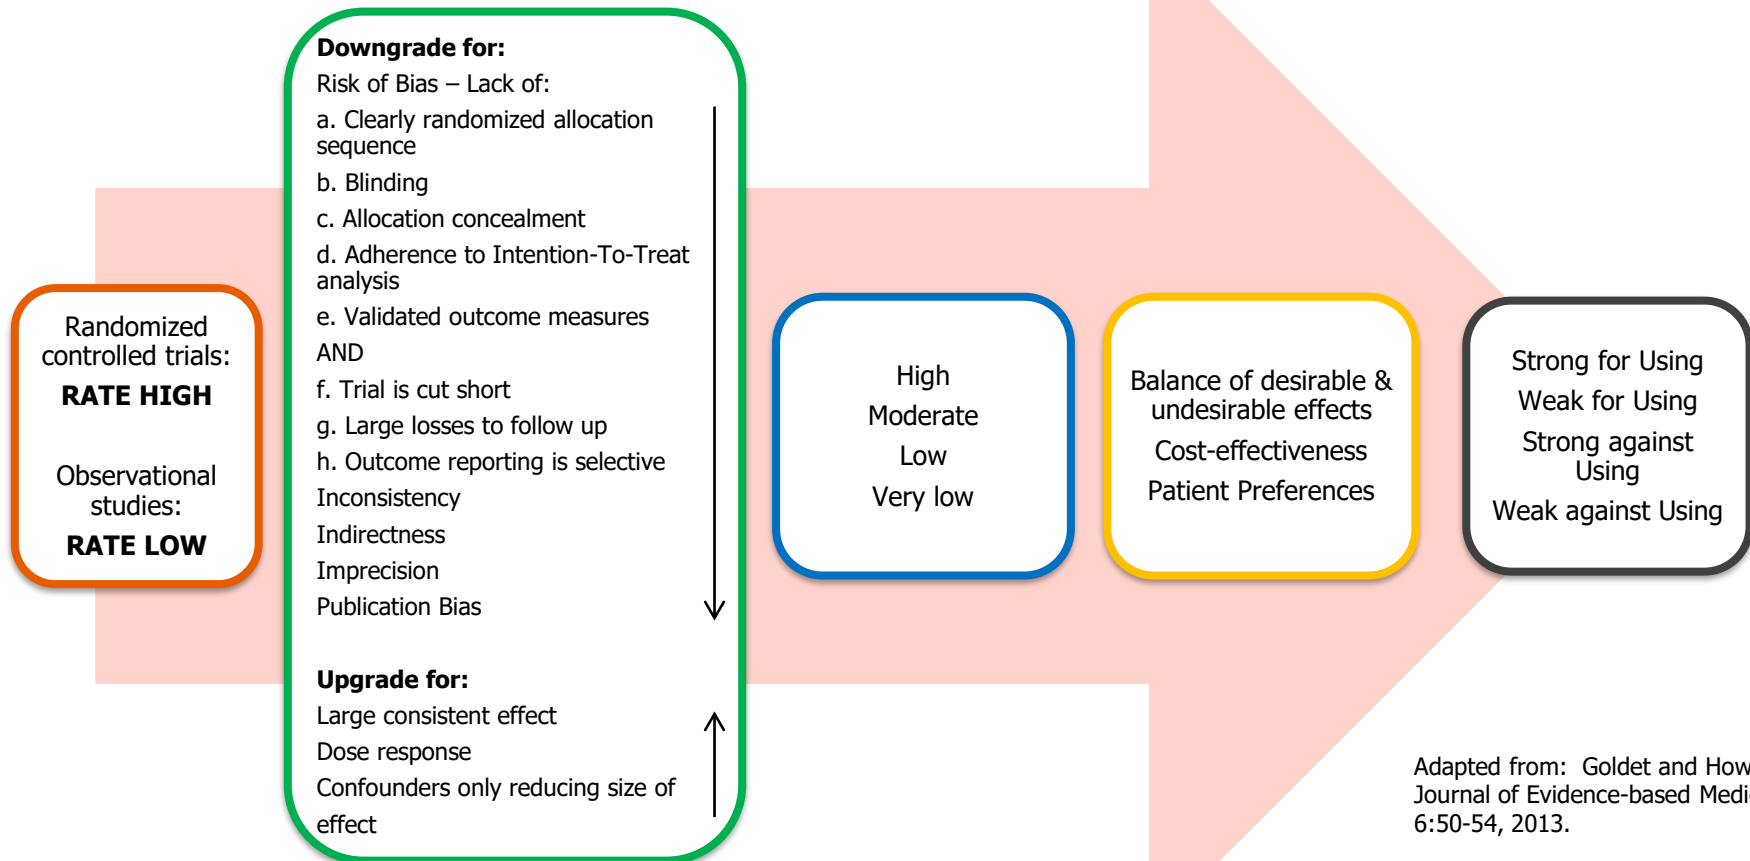 Downgrade for:
Risk of Bias – Lack of:
a. Clearly randomized allocation
sequence
b. Blinding
c. Allocation concealment
d. Adherence to Intention-To-Treat
analysis
e. Validated outcome measures
AND
f. Trial is cut short
g. Large losses to follow up
h. Outcome reporting is selective
Inconsistency
Indirectness
Imprecision
Publication Bias
Upgrade for:
Large consistent effect
Dose response
Confounders only reducing size of
effect
Randomized
controlled trials:
RATE HIGH
Observational
studies:
RATE LOW
High
Moderate
Low
Very low
Balance of desirable &
undesirable effects
Cost-effectiveness
Patient Preferences
Strong for Using
Weak for Using
Strong against
Using
Weak against Using
Adapted from: Goldet and How
Journal of Evidence-based Medi
6:50-54, 2013.